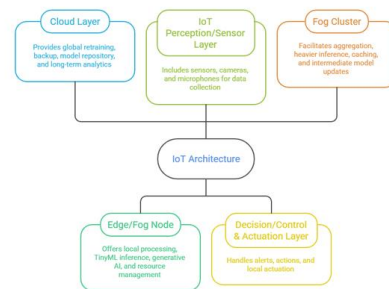 Cloud Layer
Provides global retraining,
backup, model repository,
and long-term analytics
IoT
Perception/Sensor
Layer
Includes sensors, cameras,
and microphones for data
collection
Fog Cluster
Facilitates aggregation,
heavier inference, caching,
and intermediate model
updates
IoT Architecture
Edge/Fog Node
Offers local processing,
TinyML inference, generative
AI, and resource
management
Decision/Control
& Actuation Layer
Handles alerts, actions, and
local actuation